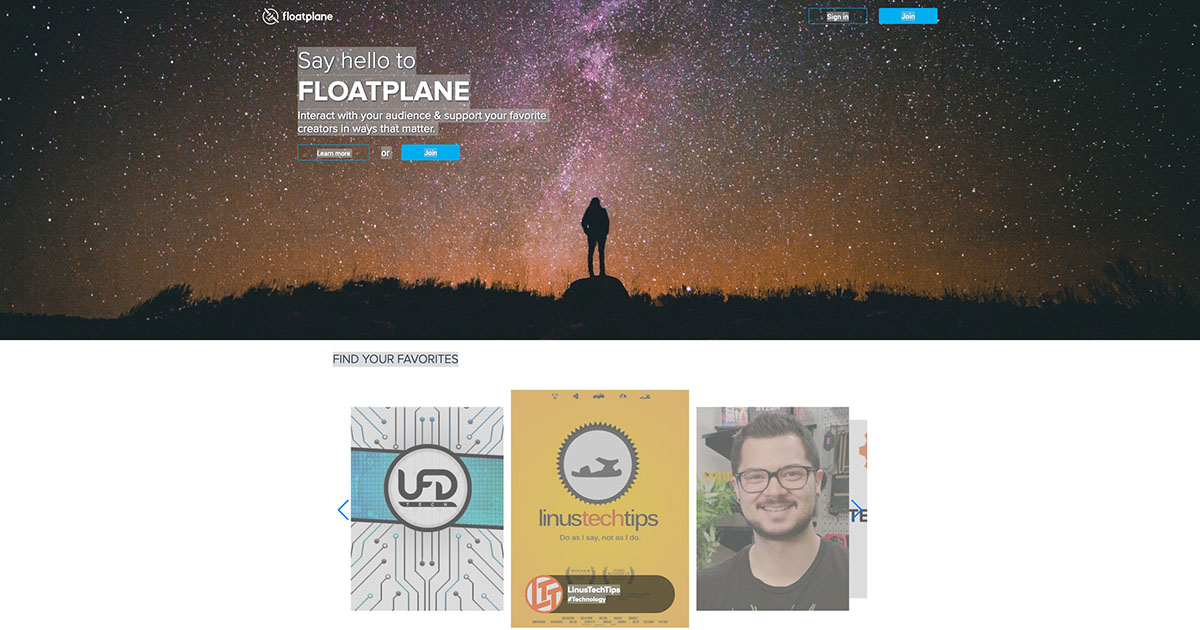 floatplane
Sign in
Join
Say hello to
FLOATPLANE
Interact with your audience & support your favorite
creators in ways that matter.
Learn more
or
Join
FIND YOUR FAVORITES
UFD
TECH
linustechtips
Do as I say, not as I do.
LTT
LinusTechTips
#Technology
TE